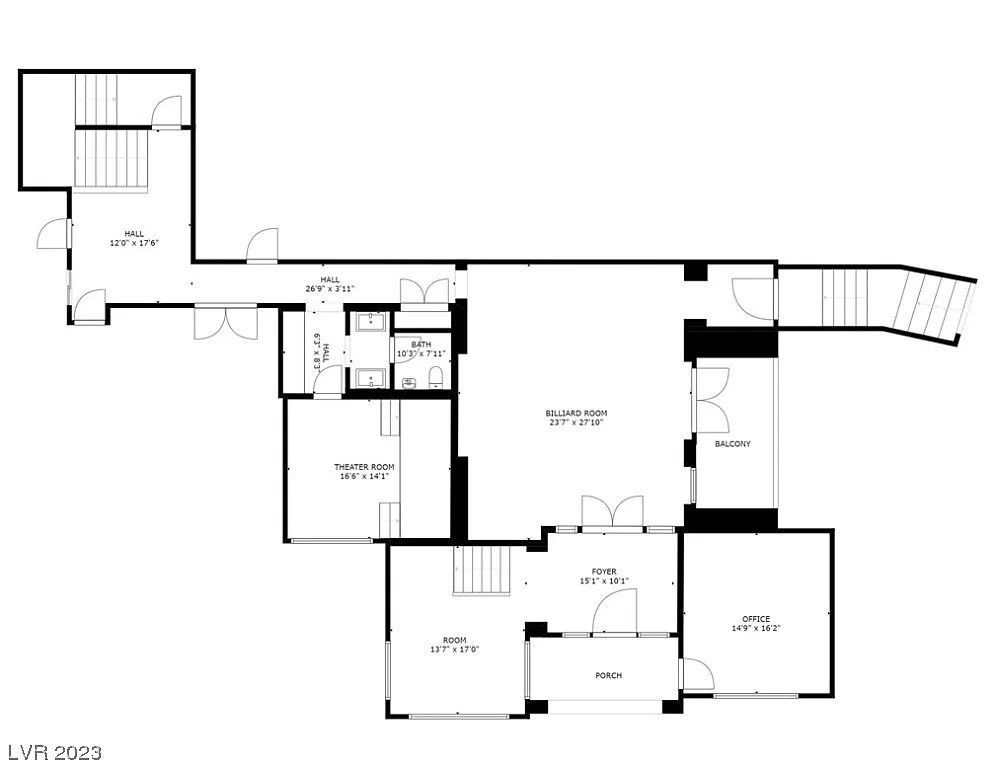 HALL
12'0" x 17'6"
HALL
26'9" x 3'11"
HALL
6'3" x 8'3"
BATH
10'3" x 7'11"
BILLIARD ROOM
23'7" x 27'10"
BALCONY
THEATER ROOM
16'6" x 14'1"
FOYER
15'1" x 10'1"
OFFICE
14'9" x 16'2"
ROOM
13'7" x 17'0"
PORCH
LVR 2023